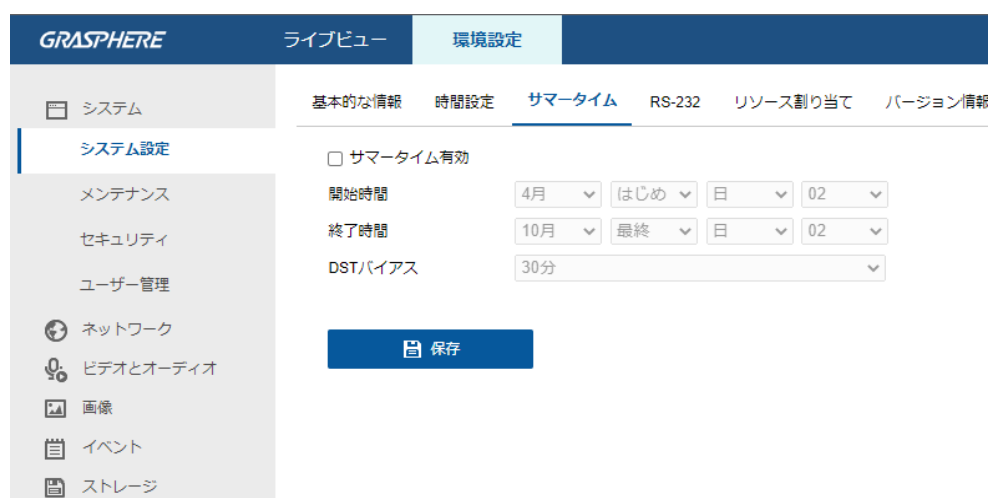 GRASPHERE ライブビュー 環境設定
システム
システム設定
メンテナンス
セキュリティ
ユーザー管理
ネットワーク
ビデオとオーディオ
画像
イベント
ストレージ
基本的な情報 時間設定 サマータイム RS-232 リソース割り当て バージョン情報
サマータイム有効
開始時間 4月 はじめ 日 02
終了時間 10月 最終 日 02
DSTバイアス 30分
保存